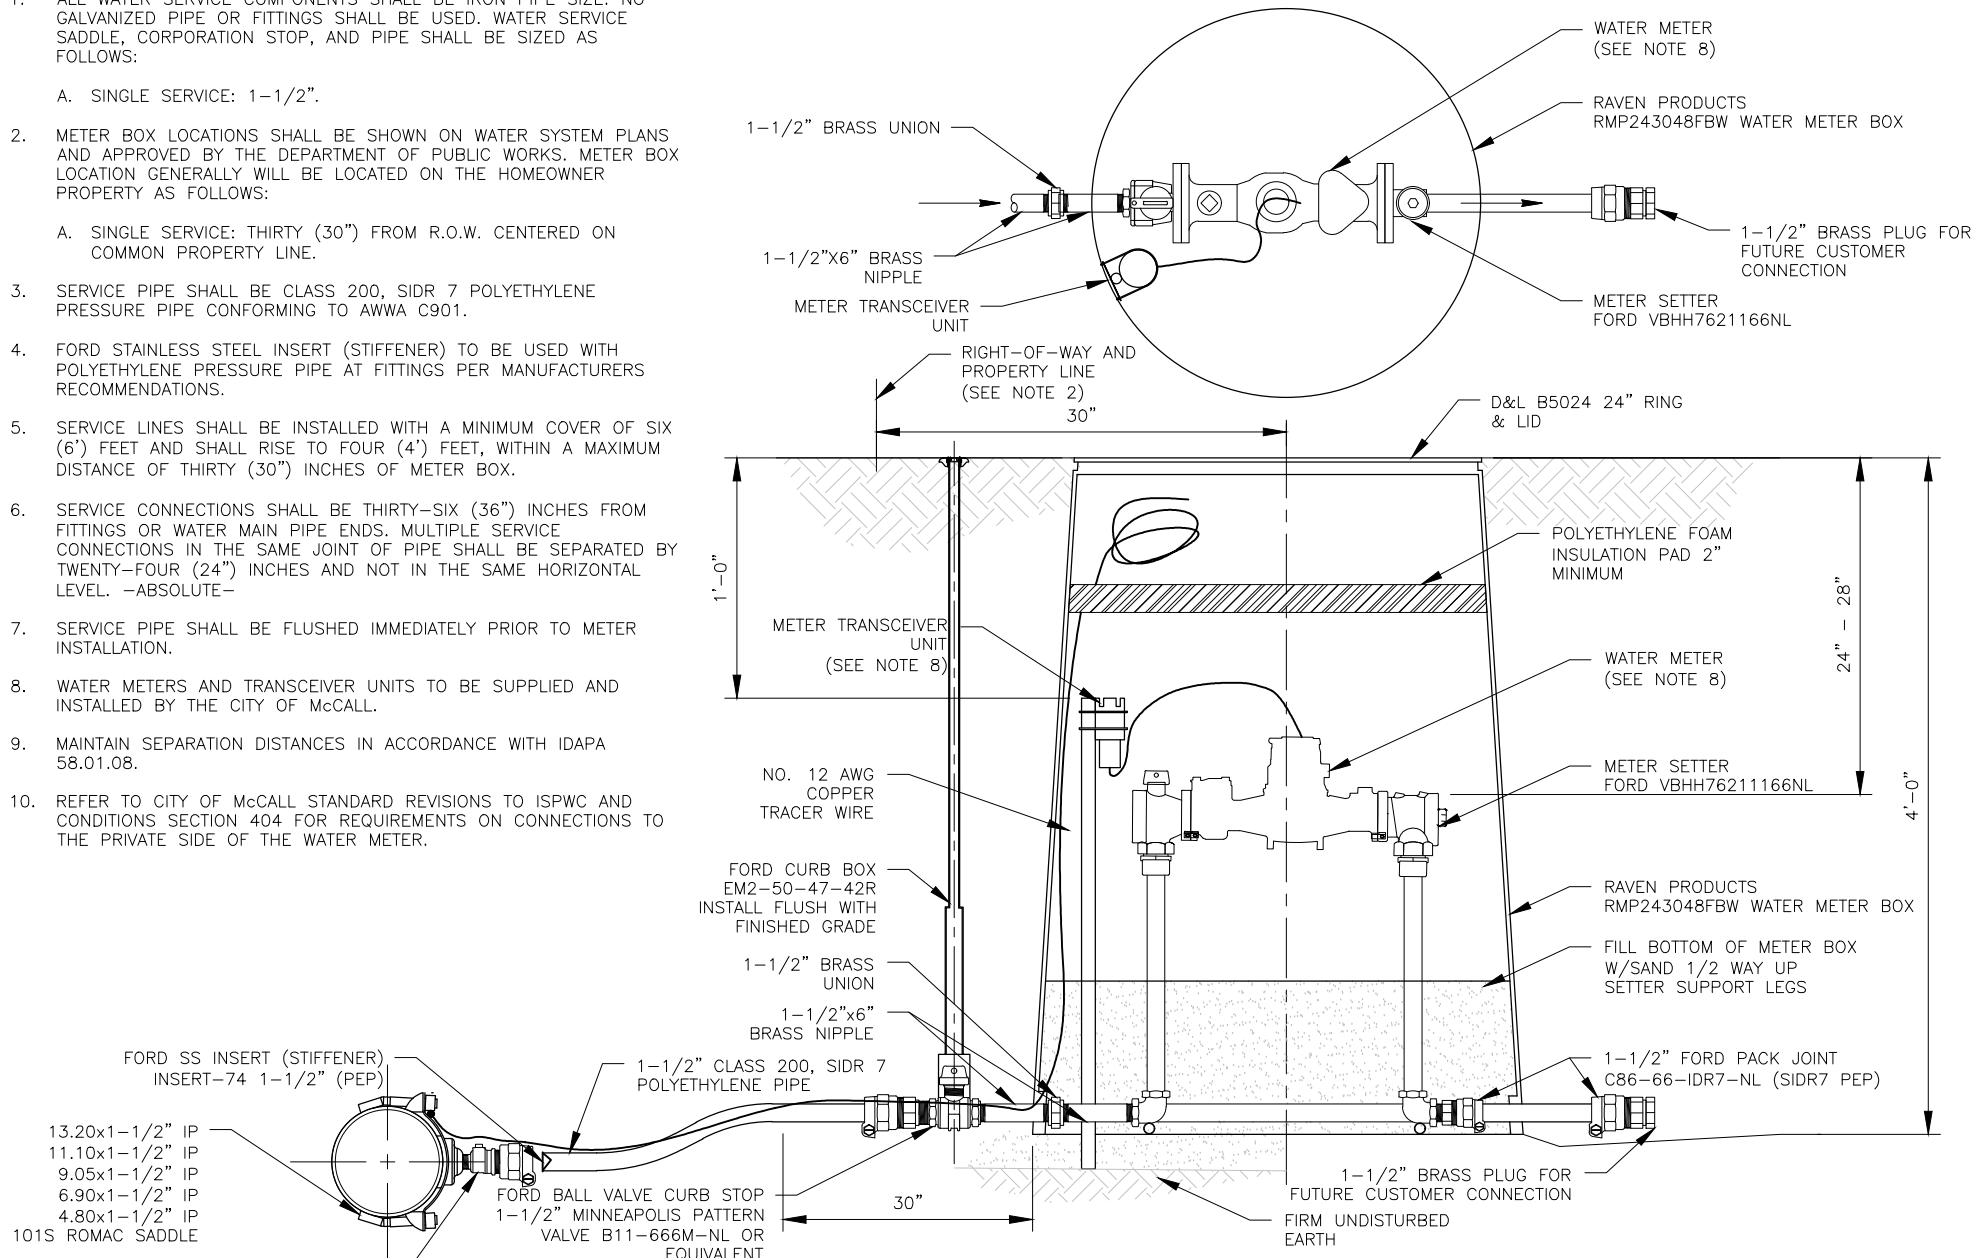 1. ALL WATER SERVICE COMPONENTS SHALL BE IRON PIPE SIZE. NO
GALVANIZED PIPE OR FITTINGS SHALL BE USED. WATER SERVICE
SADDLE, CORPORATION STOP, AND PIPE SHALL BE SIZED AS
FOLLOWS:
A. SINGLE SERVICE: 1-1/2".
2. METER BOX LOCATIONS SHALL BE SHOWN ON WATER SYSTEM PLANS
AND APPROVED BY THE DEPARTMENT OF PUBLIC WORKS. METER BOX
LOCATION GENERALLY WILL BE LOCATED ON THE HOMEOWNER
PROPERTY AS FOLLOWS:
A. SINGLE SERVICE: THIRTY (30") FROM R.O.W. CENTERED ON
COMMON PROPERTY LINE.
3. SERVICE PIPE SHALL BE CLASS 200, SIDR 7 POLYETHYLENE
PRESSURE PIPE CONFORMING TO AWWA C901.
4. FORD STAINLESS STEEL INSERT (STIFFENER) TO BE USED WITH
POLYETHYLENE PRESSURE PIPE AT FITTINGS PER MANUFACTURERS
RECOMMENDATIONS.
5. SERVICE LINES SHALL BE INSTALLED WITH A MINIMUM COVER OF SIX
(6') FEET AND SHALL RISE TO FOUR (4') FEET, WITHIN A MAXIMUM
DISTANCE OF THIRTY (30") INCHES OF METER BOX.
6. SERVICE CONNECTIONS SHALL BE THIRTY-SIX (36") INCHES FROM
FITTINGS OR WATER MAIN PIPE ENDS. MULTIPLE SERVICE
CONNECTIONS IN THE SAME JOINT OF PIPE SHALL BE SEPARATED BY
TWENTY-FOUR (24") INCHES AND NOT IN THE SAME HORIZONTAL
LEVEL. -ABSOLUTE-
7. SERVICE PIPE SHALL BE FLUSHED IMMEDIATELY PRIOR TO METER
INSTALLATION.
8. WATER METERS AND TRANSCEIVER UNITS TO BE SUPPLIED AND
INSTALLED BY THE CITY OF McCALL.
9. MAINTAIN SEPARATION DISTANCES IN ACCORDANCE WITH IDAPA
58.01.08.
10. REFER TO CITY OF McCALL STANDARD REVISIONS TO ISPWC AND
CONDITIONS SECTION 404 FOR REQUIREMENTS ON CONNECTIONS TO
THE PRIVATE SIDE OF THE WATER METER.
WATER METER
(SEE NOTE 8)
RAVEN PRODUCTS
RMP243048FBW WATER METER BOX
1-1/2" BRASS UNION
1-1/2"X6" BRASS
NIPPLE
METER TRANSCEIVER
UNIT
1-1/2" BRASS PLUG FOR
FUTURE CUSTOMER
CONNECTION
METER SETTER
FORD VBHH7621166NL
RIGHT-OF-WAY AND
PROPERTY LINE
(SEE NOTE 2)
30"
D&L B5024 24" RING
& LID
1'-0"
POLYETHYLENE FOAM
INSULATION PAD 2"
MINIMUM
24" - 28"
4'-0"
METER TRANSCEIVER
UNIT
(SEE NOTE 8)
WATER METER
(SEE NOTE 8)
NO. 12 AWG
COPPER
TRACER WIRE
METER SETTER
FORD VBHH76211166NL
FORD CURB BOX
EM2-50-47-42R
INSTALL FLUSH WITH
FINISHED GRADE
RAVEN PRODUCTS
RMP243048FBW WATER METER BOX
1-1/2" BRASS
UNION
FILL BOTTOM OF METER BOX
W/SAND 1/2 WAY UP
SETTER SUPPORT LEGS
1-1/2"x6"
BRASS NIPPLE
FORD SS INSERT (STIFFENER)
INSERT-74 1-1/2" (PEP)
1-1/2" CLASS 200, SIDR 7
POLYETHYLENE PIPE
1-1/2" FORD PACK JOINT
C86-66-IDR7-NL (SIDR7 PEP)
13.20x1-1/2" IP
11.10x1-1/2" IP
9.05x1-1/2" IP
6.90x1-1/2" IP
4.80x1-1/2" IP
101S ROMAC SADDLE
FORD BALL VALVE CURB STOP
1-1/2" MINNEAPOLIS PATTERN
VALVE B11-666M-NL OR
EQUIVALENT
30"
1-1/2" BRASS PLUG FOR
FUTURE CUSTOMER CONNECTION
FIRM UNDISTURBED
EARTH